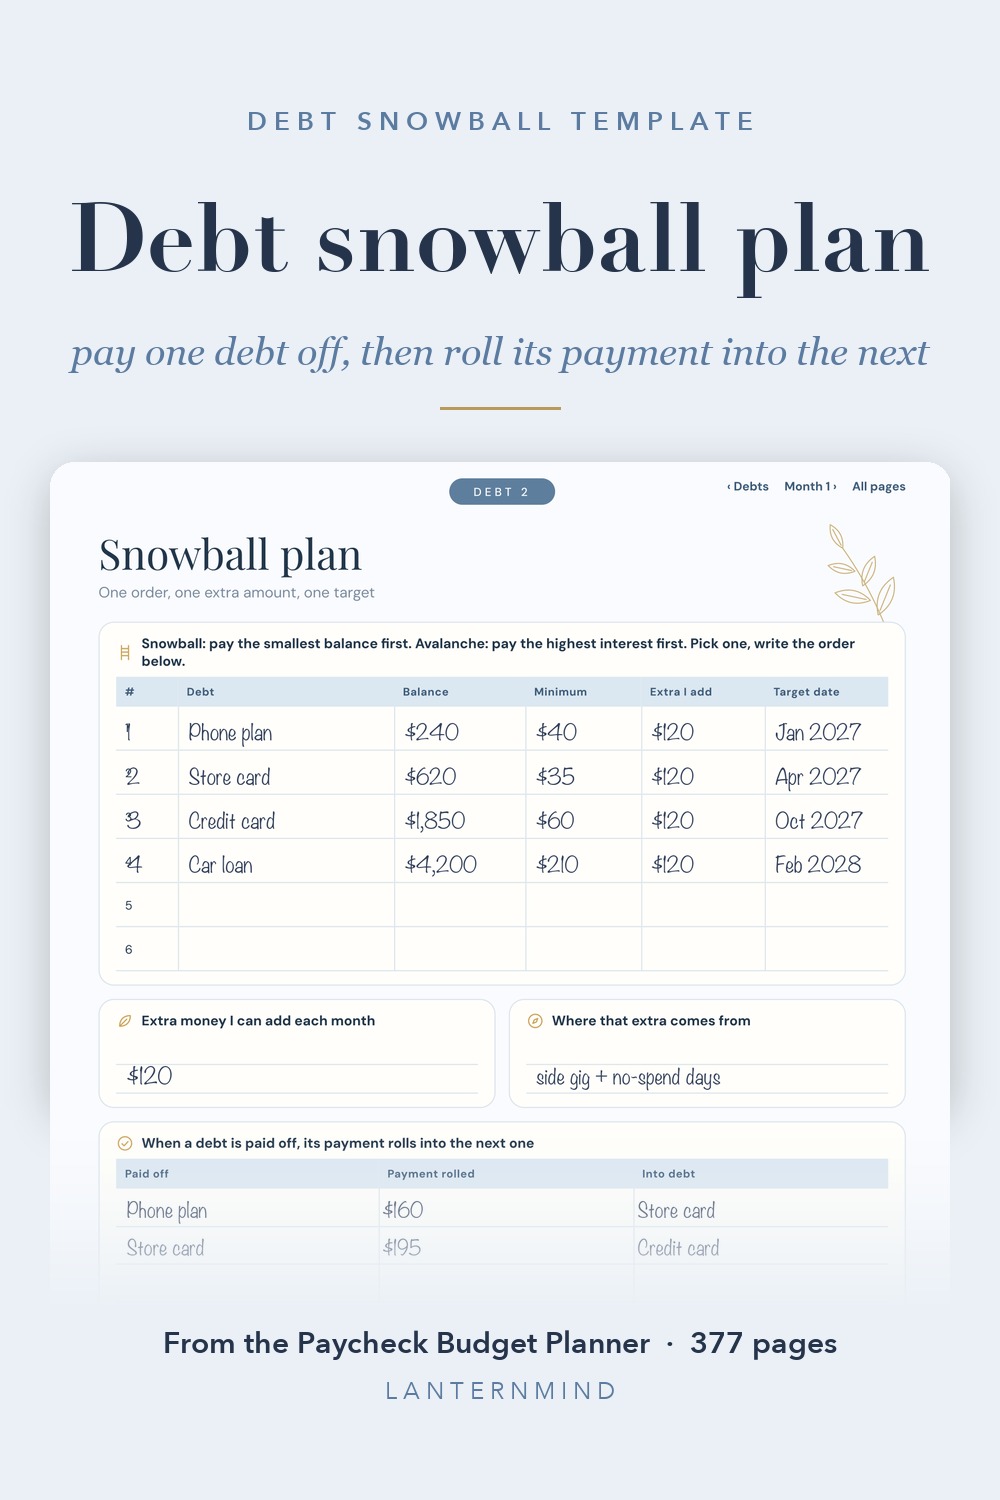 DEBT SNOWBALL TEMPLATE
Debt snowball plan
pay one debt off, then roll its payment into the next
DEBT 2
‹ Debts Month 1 › All pages
Snowball plan
One order, one extra amount, one target
Snowball: pay the smallest balance first. Avalanche: pay the highest interest first. Pick one, write the order
below.
# Debt Balance Minimum Extra I add Target date
1 Phone plan $240 $40 $120 Jan 2027
2 Store card $620 $35 $120 Apr 2027
3 Credit card $1,850 $60 $120 Oct 2027
4 Car loan $4,200 $210 $120 Feb 2028
5
6
Extra money I can add each month
$120
Where that extra comes from
side gig + no-spend days
When a debt is paid off, its payment rolls into the next one
Paid off Payment rolled Into debt
Phone plan $160 Store card
Store card $195 Credit card
From the Paycheck Budget Planner · 377 pages
LANTERNMIND